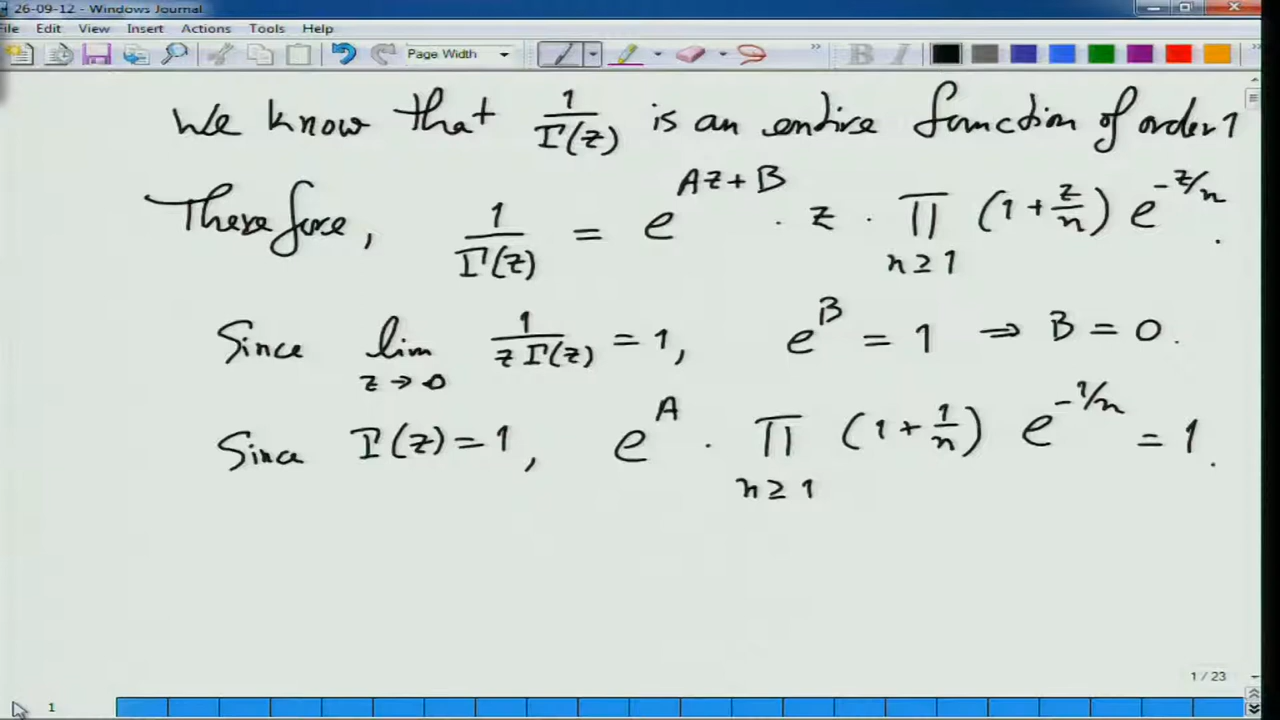 26-09-12 - Windows Journal
File Edit View Insert Actions Tools Help
Page Width
We know that 1/Γ(z) is an entire function of order 1
Therefore, 1/Γ(z) = e^{Az+B} · z · ∏_{n≥1} (1+z/n) e^{-z/n}.
Since lim_{z→0} 1/(zΓ(z)) = 1, e^B = 1 ⇒ B = 0.
Since Γ(z)=1, e^A · ∏_{n≥1} (1+1/n) e^{-1/n} = 1.
1 / 23
1